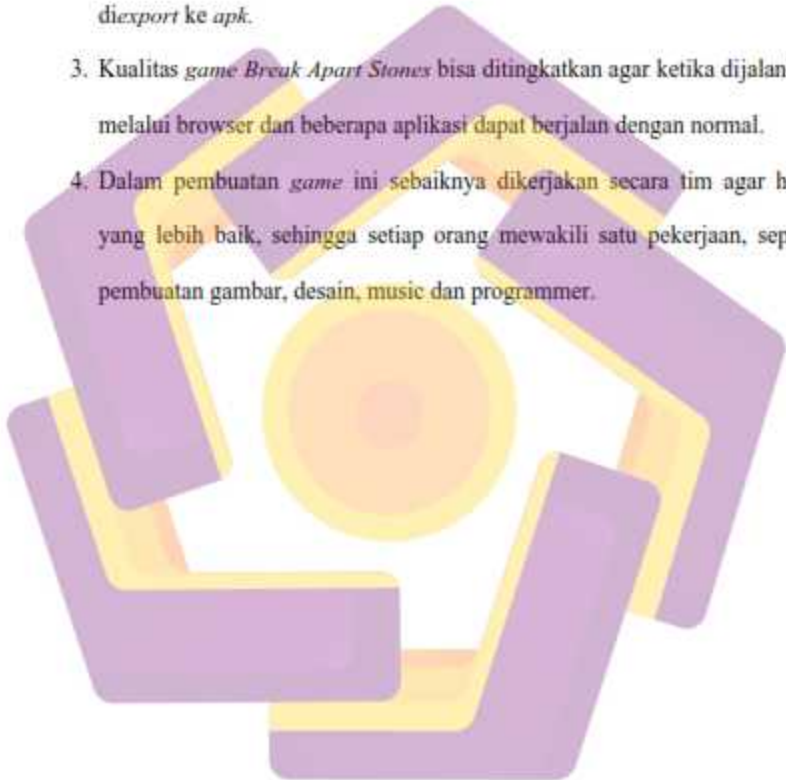 diexport ke apk.
3. Kualitas game Break Apart Stones bisa ditingkatkan agar ketika dijalan
melalui browser dan beberapa aplikasi dapat berjalan dengan normal.
4. Dalam pembuatan game ini sebaiknya dikerjakan secara tim agar h
yang lebih baik, sehingga setiap orang mewakili satu pekerjaan, sep
pembuatan gambar, desain, music dan programmer.